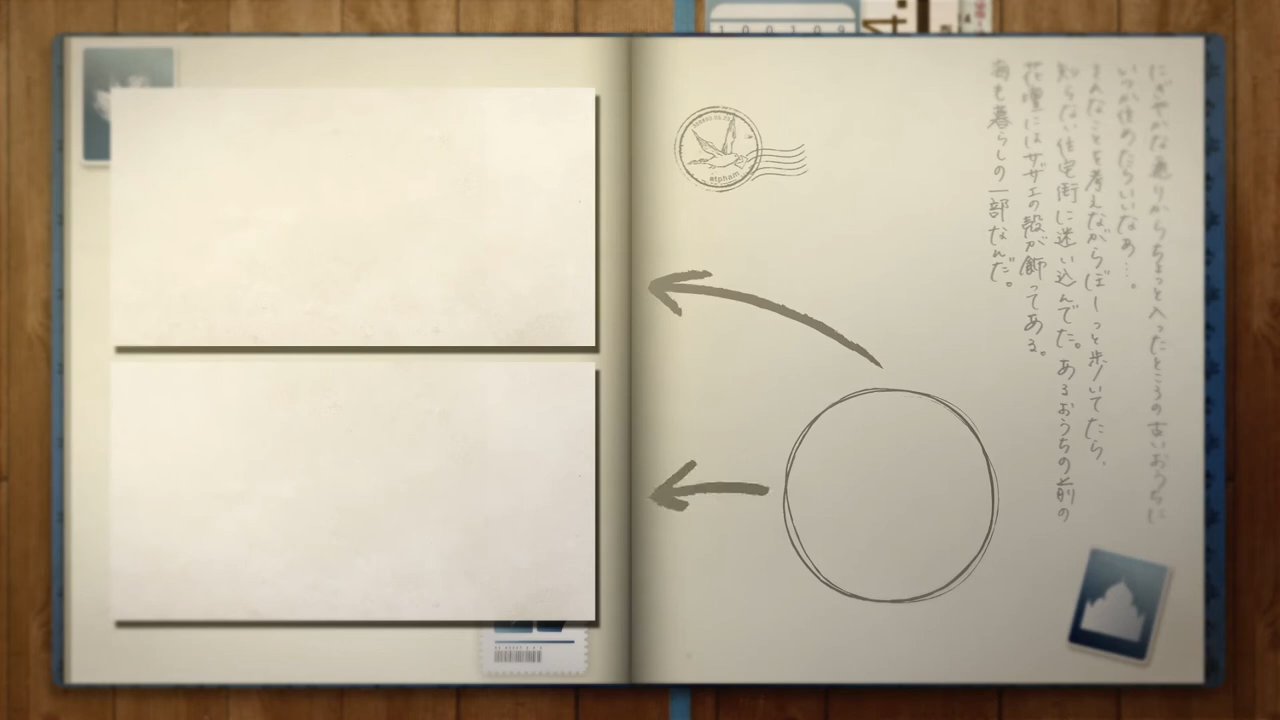 にぎやかな通りからちょっと入ったところの古いおうちに
いつか住めたらいいなぁ…。
そんなことを考えながらぼーっと歩いてたら、
知らない住宅街に迷い込んでた。あるおうちの前の
花壇にはサザエの殻が飾ってある。
海も暮らしの一部なんだ。
etpham
100109